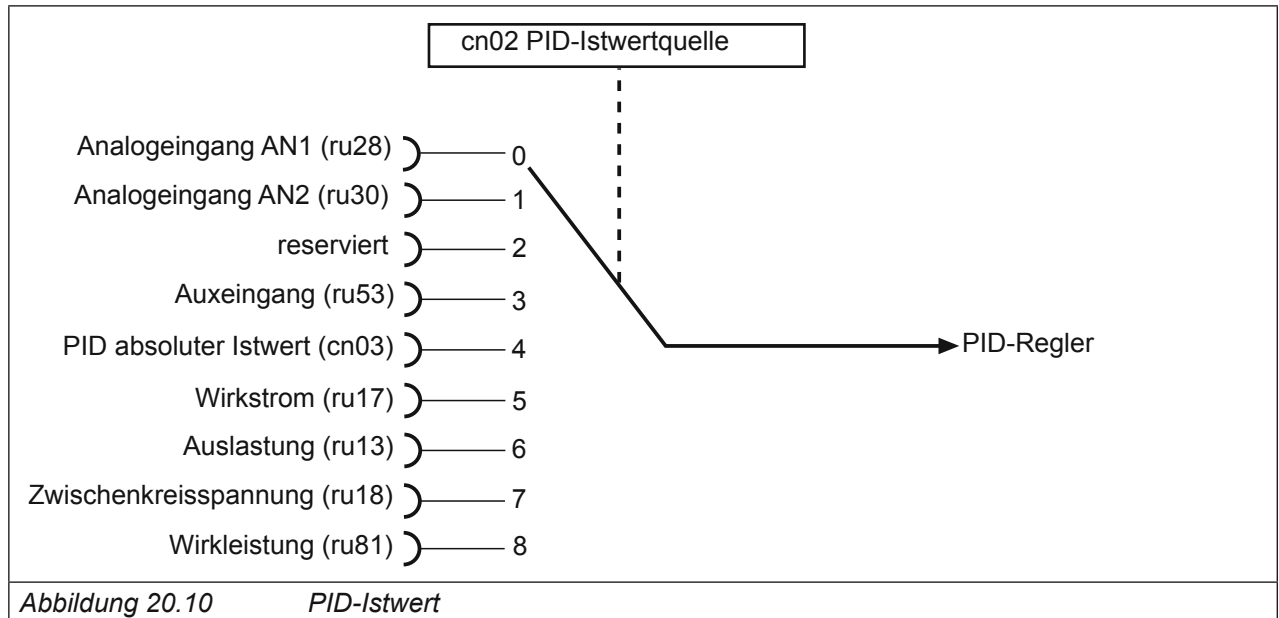 cn02 PID-Istwertquelle
Analogeingang AN1 (ru28) 0
Analogeingang AN2 (ru30) 1
reserviert 2
Auxeingang (ru53) 3
PID absoluter Istwert (cn03) 4
PID-Regler
Wirkstrom (ru17) 5
Auslastung (ru13) 6
Zwischenkreisspannung (ru18) 7
Wirkleistung (ru81) 8
Abbildung 20.10 PID-Istwert